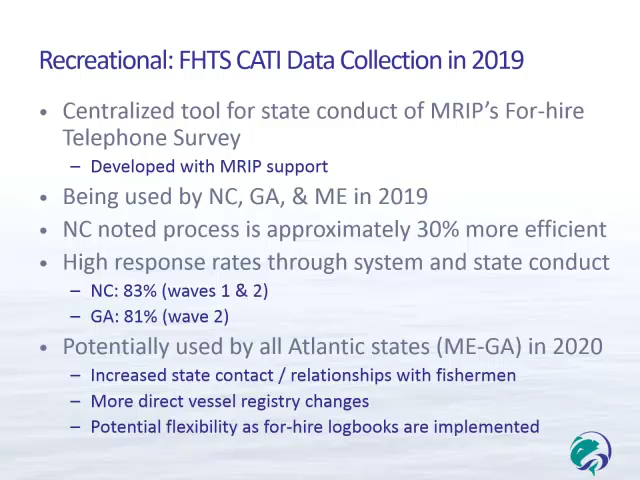 Recreational: FHTS CATI Data Collection in 2019
• Centralized tool for state conduct of MRIP's For-hire
Telephone Survey
– Developed with MRIP support
• Being used by NC, GA, & ME in 2019
• NC noted process is approximately 30% more efficient
• High response rates through system and state conduct
– NC: 83% (waves 1 & 2)
– GA: 81% (wave 2)
• Potentially used by all Atlantic states (ME-GA) in 2020
– Increased state contact / relationships with fishermen
– More direct vessel registry changes
– Potential flexibility as for-hire logbooks are implemented